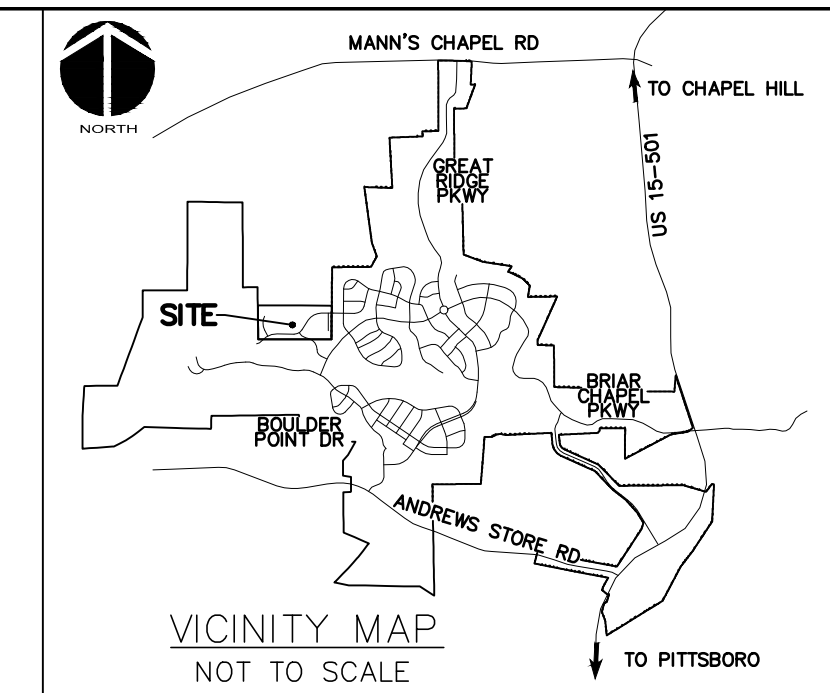 MANN'S CHAPEL RD
TO CHAPEL HILL
NORTH
US 15-501
GREAT
RIDGE
PKWY
SITE
BRIAR
CHAPEL
PKWY
BOULDER
POINT DR
ANDREWS STORE RD
VICINITY MAP
NOT TO SCALE
TO PITTSBORO